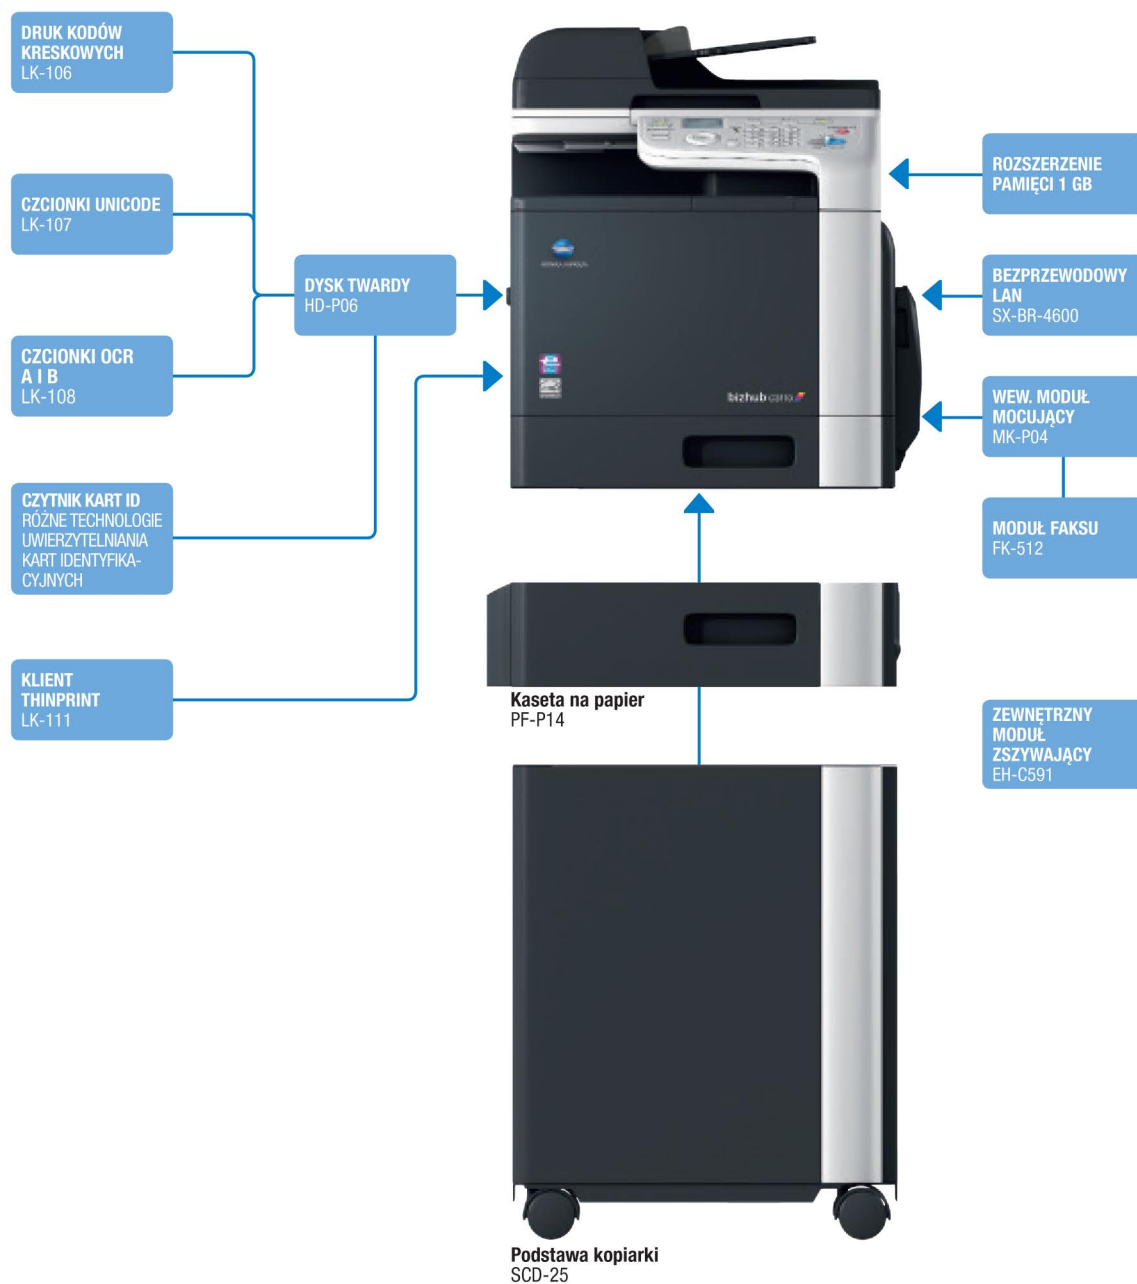 DRUK KODÓW
KRESKOWYCH
LK-106
CZCIONKI UNICODE
LK-107
CZCIONKI OCR
A I B
LK-108
CZYTNIK KART ID
RÓŻNE TECHNOLOGIE
UWIERZYTELNIANIA
KART IDENTYFIKA-
CYJNYCH
KLIENT
THINPRINT
LK-111
DYSK TWARDY
HD-P06
KONICA MINOLTA
bizhub
Kaseta na papier
PF-P14
Podstawa kopiarki
SCD-25
ROZSZERZENIE
PAMIĘCI 1 GB
BEZPRZEWODOWY
LAN
SX-BR-4600
WEW. MODUŁ
MOCUJĄCY
MK-P04
MODUŁ FAKSU
FK-512
ZEWNĘTRZNY
MODUŁ
ZSZYWAJĄCY
EH-C591